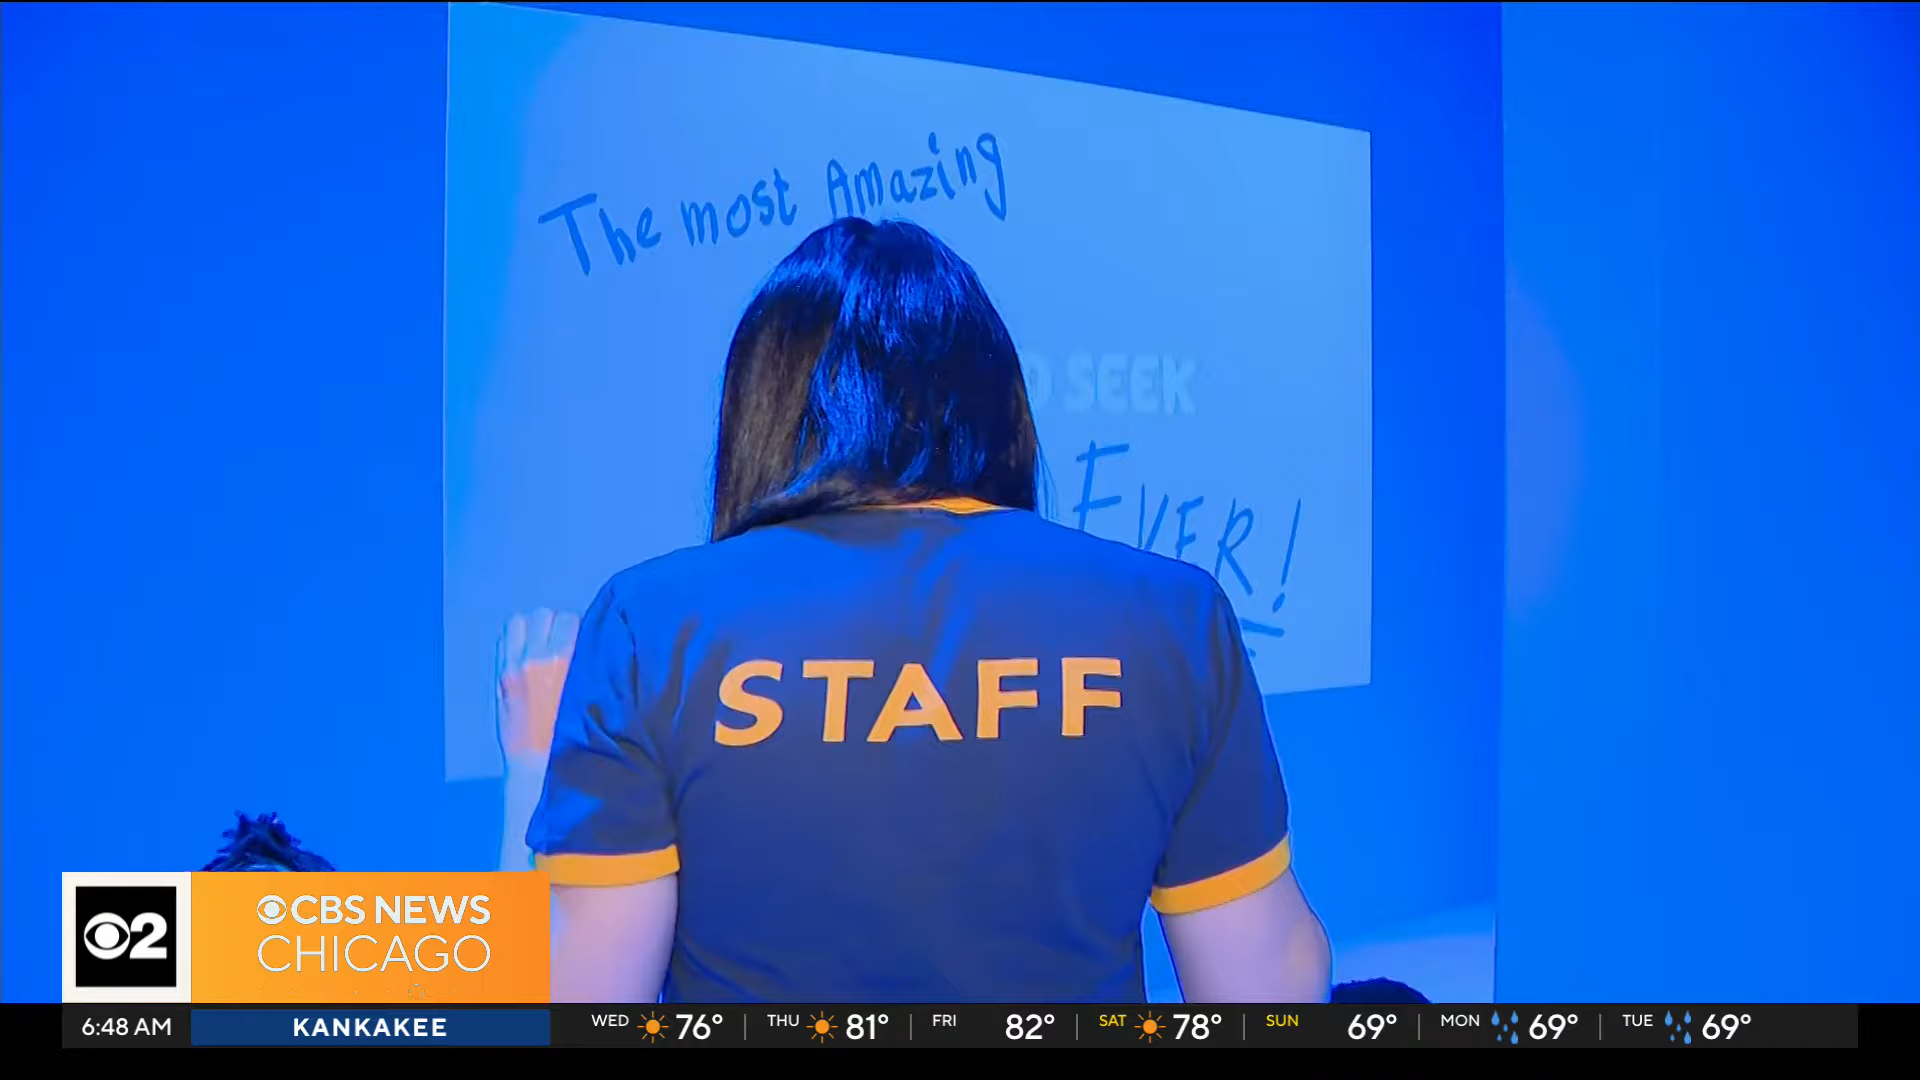 The most Amazing
SEEK
EVER!
STAFF
2
CBS NEWS
CHICAGO
6:48 AM
KANKAKEE
WED 76° THU 81° FRI 82° SAT 78° SUN 69° MON 69° TUE 69°